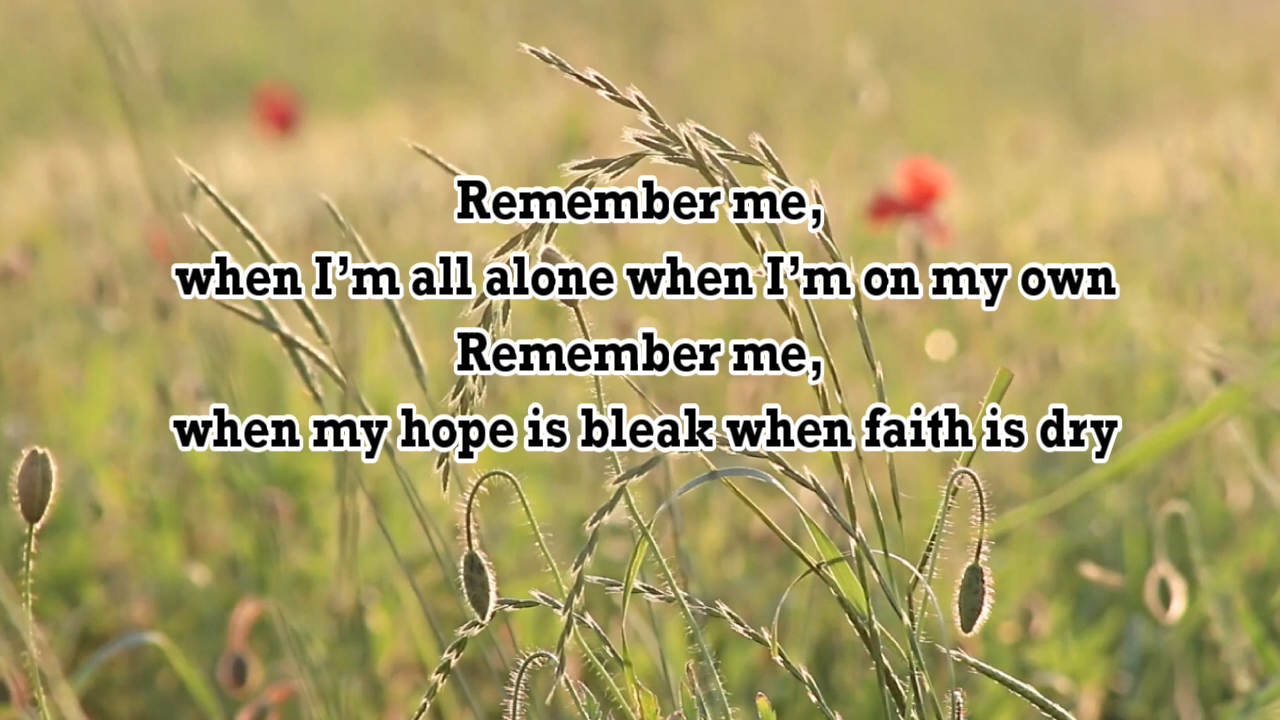 Remember me,
when I’m all alone when I’m on my own
Remember me,
when my hope is bleak when faith is dry